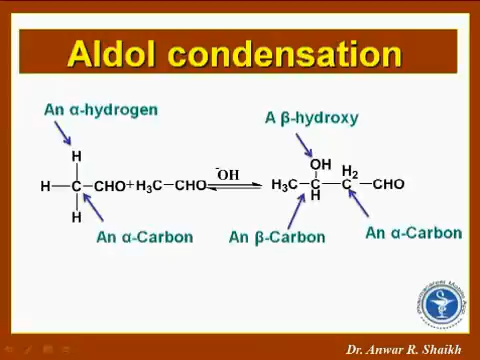 Aldol condensation
An α-hydrogen
A β-hydroxy
H
OH
H2
H C CHO + H3C CHO -OH H3C C C CHO
H
H
An α-Carbon
An β-Carbon
An α-Carbon
Dr. Anwar R. Shaikh